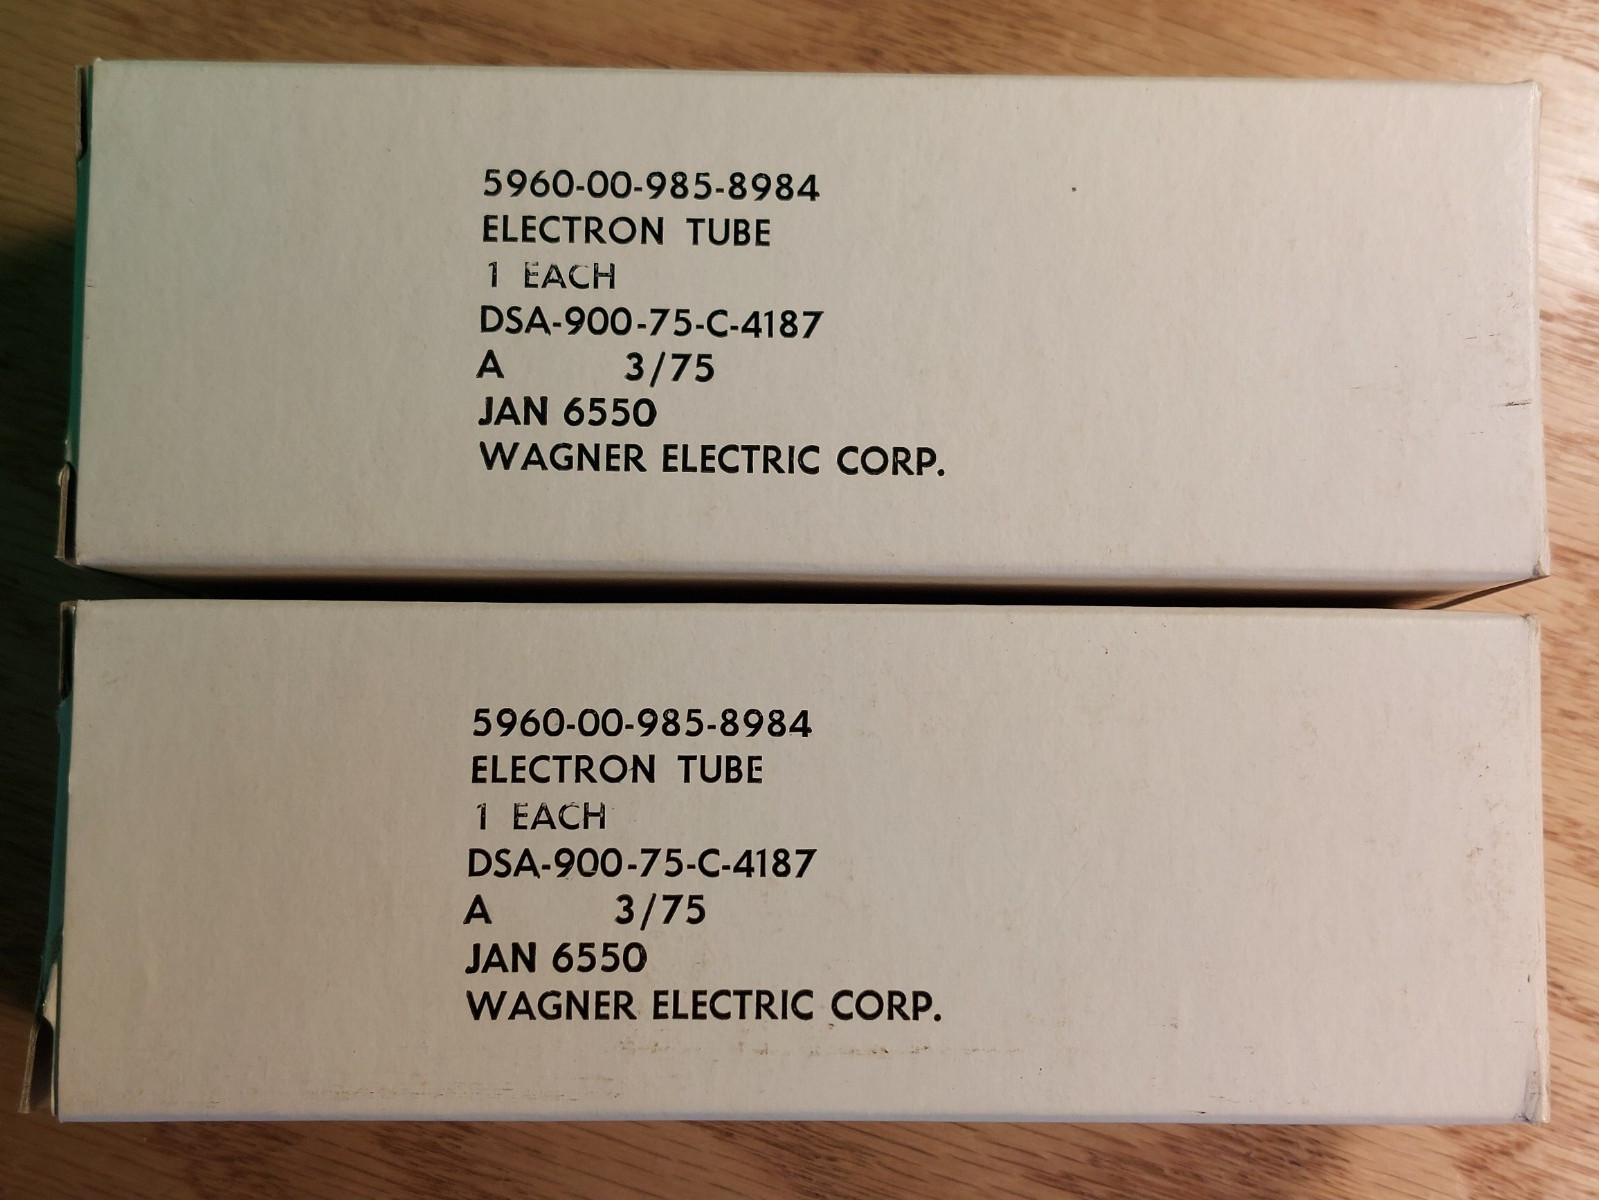 5960-00-985-8984
ELECTRON TUBE
1 EACH
DSA-900-75-C-4187
A 3/75
JAN 6550
WAGNER ELECTRIC CORP.
5960-00-985-8984
ELECTRON TUBE
1 EACH
DSA-900-75-C-4187
A 3/75
JAN 6550
WAGNER ELECTRIC CORP.